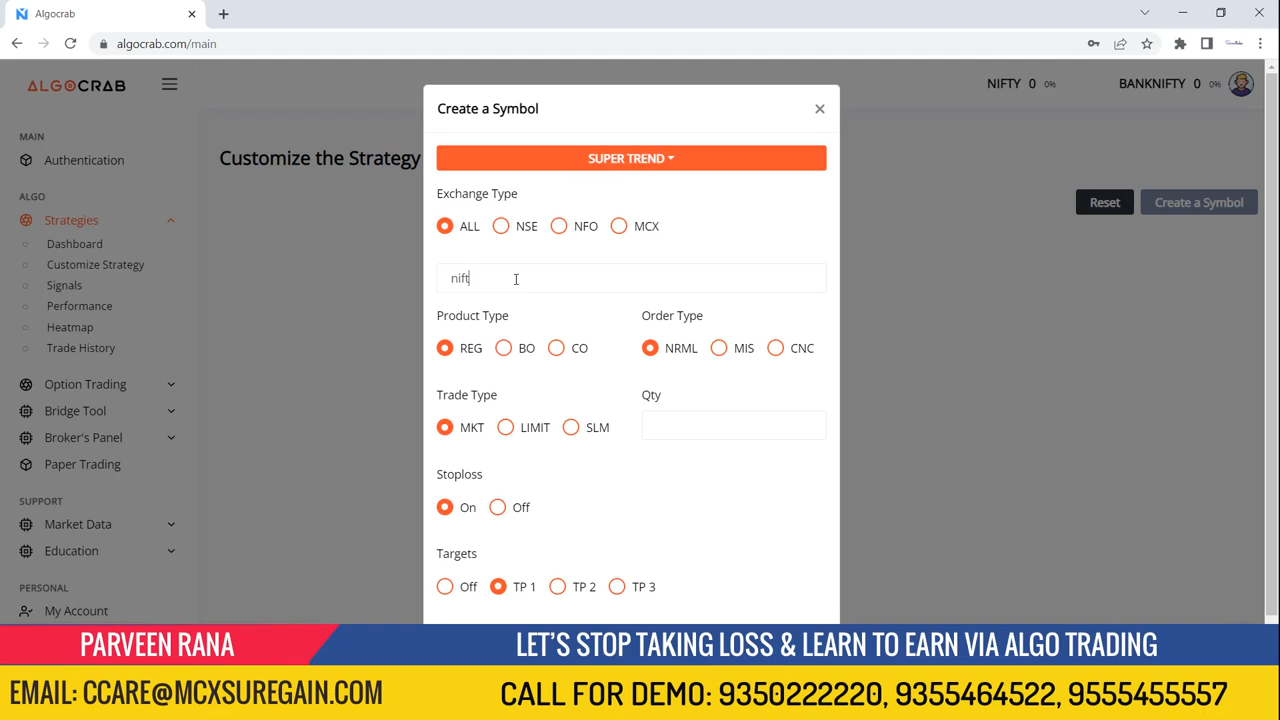 Algocrab
algocrab.com/main
ALGOCRAB
NIFTY 0 0%
BANKNIFTY 0 0%
MAIN
Authentication
ALGO
Strategies
Dashboard
Customize Strategy
Signals
Performance
Heatmap
Trade History
Option Trading
Bridge Tool
Broker's Panel
Paper Trading
SUPPORT
Market Data
Education
PERSONAL
My Account
Customize the Strategy
Reset
Create a Symbol
Create a Symbol
SUPER TREND
Exchange Type
ALL NSE NFO MCX
nift
Product Type
REG BO CO
Order Type
NRML MIS CNC
Trade Type
MKT LIMIT SLM
Qty
Stoploss
On Off
Targets
Off TP 1 TP 2 TP 3
PARVEEN RANA
LET'S STOP TAKING LOSS & LEARN TO EARN VIA ALGO TRADING
EMAIL: CCARE@MCXSUREGAIN.COM
CALL FOR DEMO: 9350222220, 9355464522, 9555455557